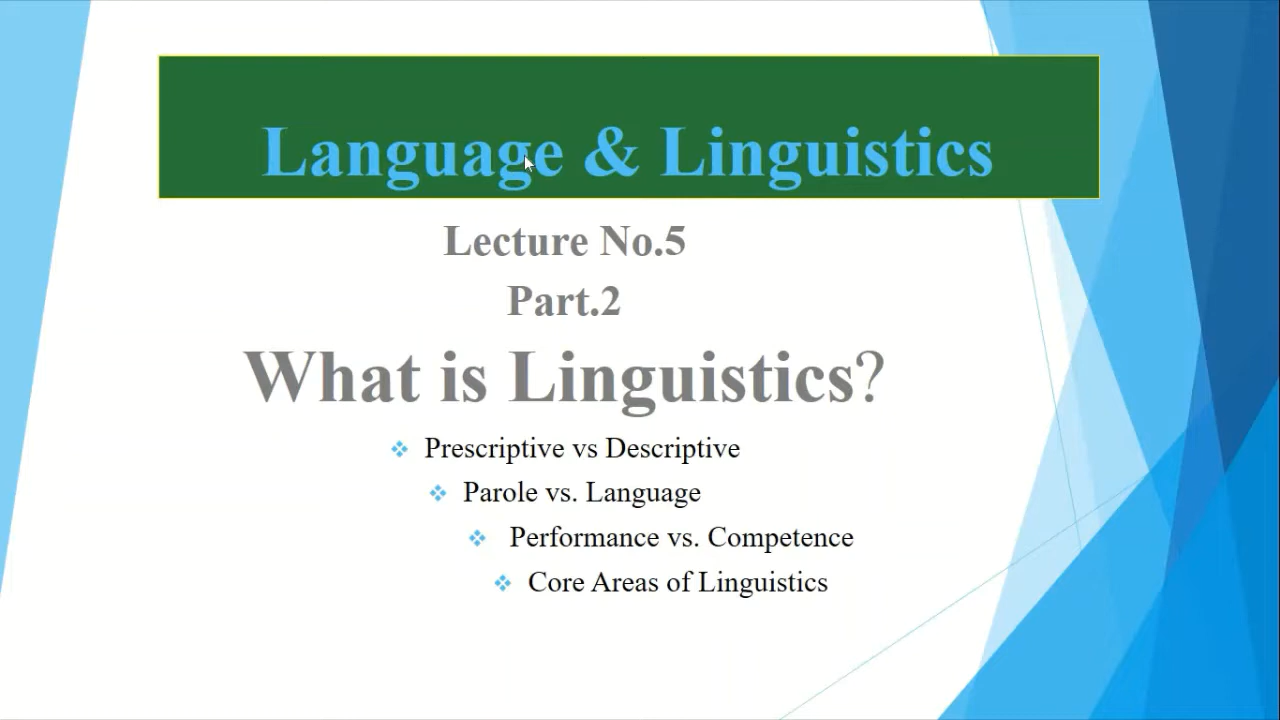 Language & Linguistics
Lecture No.5
Part.2
What is Linguistics?
Prescriptive vs Descriptive
Parole vs. Language
Performance vs. Competence
Core Areas of Linguistics